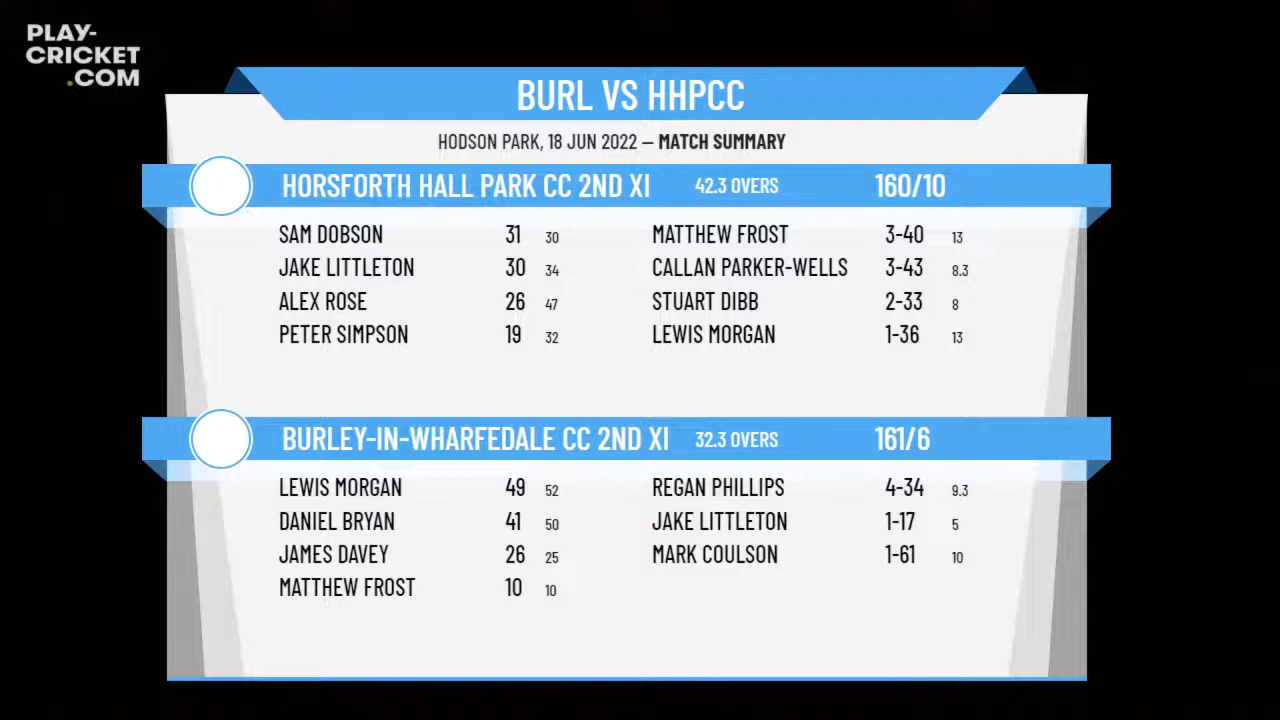 PLAY-
CRICKET
.COM
BURL VS HHPCC
HODSON PARK, 18 JUN 2022 – MATCH SUMMARY
HORSFORTH HALL PARK CC 2ND XI 42.3 OVERS 160/10
SAM DOBSON 31 30 MATTHEW FROST 3-40 13
JAKE LITTLETON 30 34 CALLAN PARKER-WELLS 3-43 8.3
ALEX ROSE 26 47 STUART DIBB 2-33 8
PETER SIMPSON 19 32 LEWIS MORGAN 1-36 13
BURLEY-IN-WHARFEDALE CC 2ND XI 32.3 OVERS 161/6
LEWIS MORGAN 49 52 REGAN PHILLIPS 4-34 9.3
DANIEL BRYAN 41 50 JAKE LITTLETON 1-17 5
JAMES DAVEY 26 25 MARK COULSON 1-61 10
MATTHEW FROST 10 10